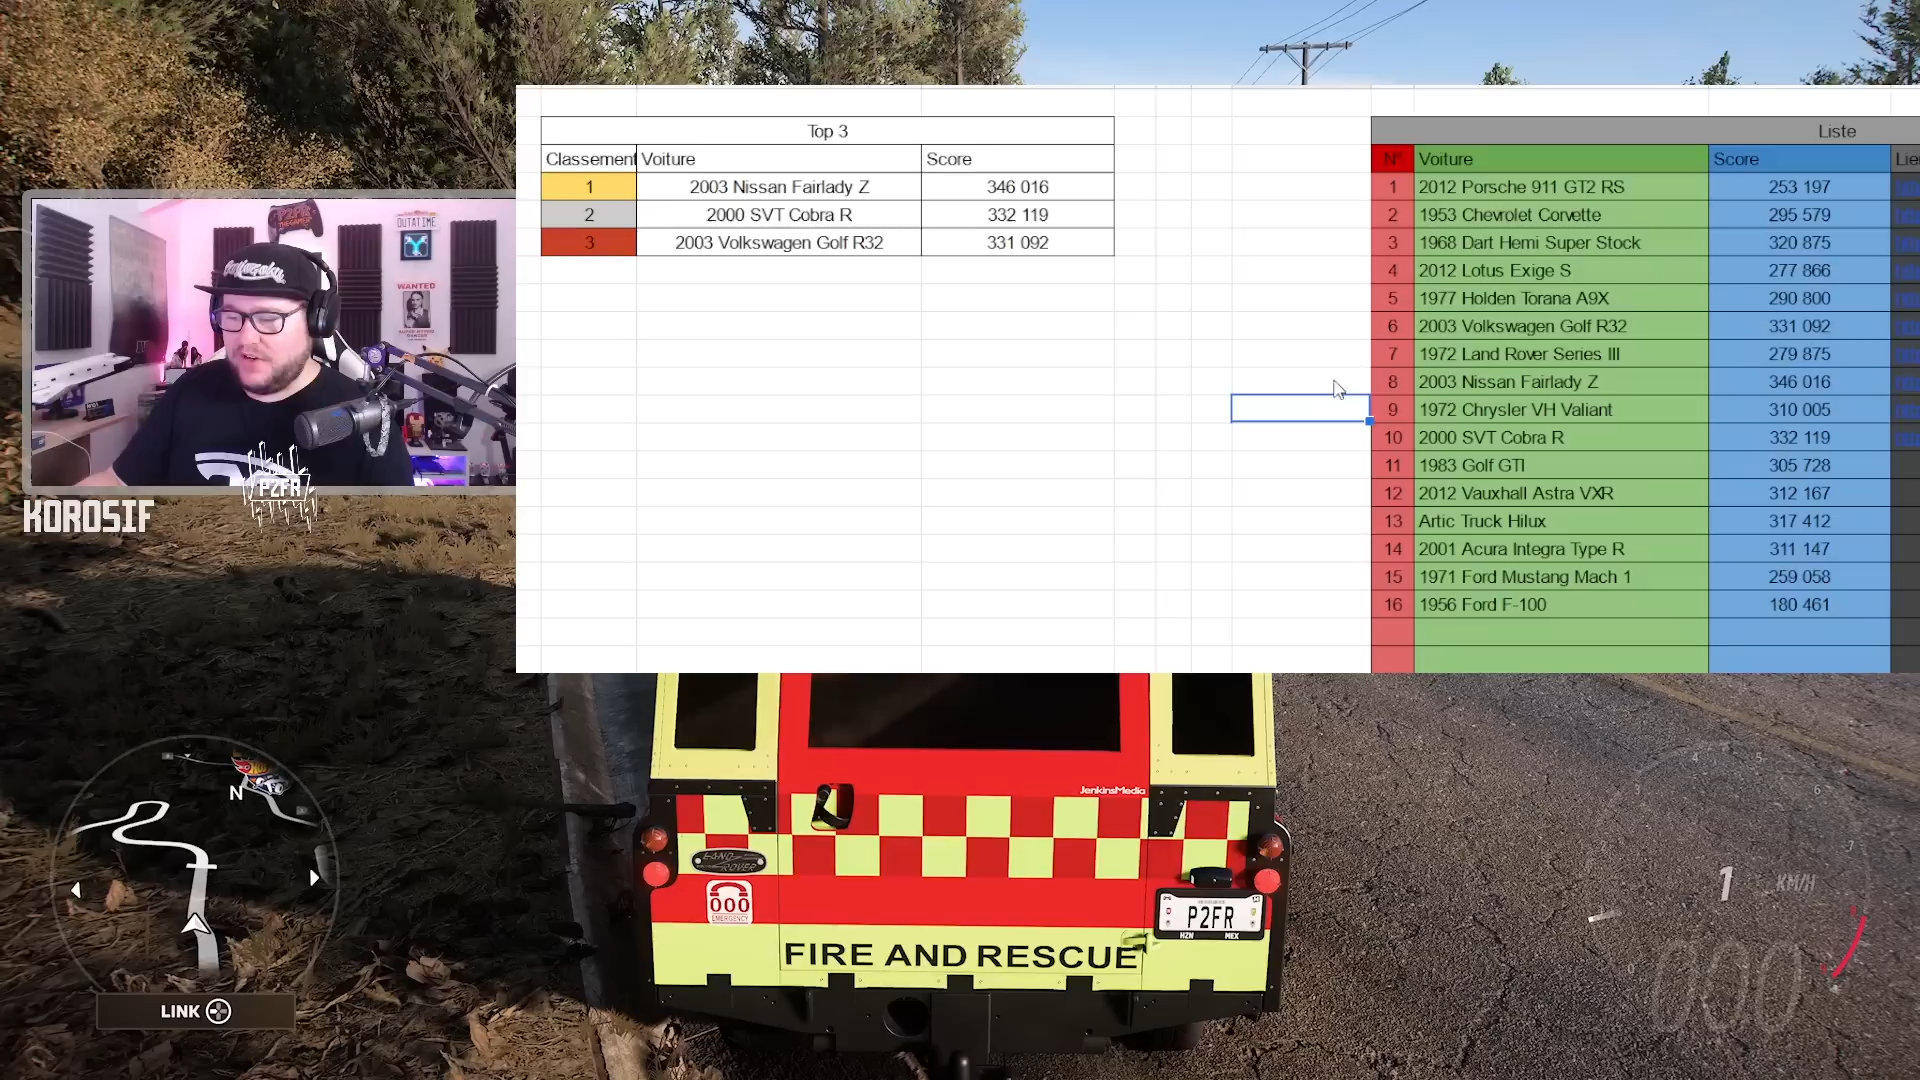 Top 3
Classement Voiture Score
1 2003 Nissan Fairlady Z 346 016
2 2000 SVT Cobra R 332 119
3 2003 Volkswagen Golf R32 331 092
Liste
N° Voiture Score Lie
1 2012 Porsche 911 GT2 RS 253 197
2 1953 Chevrolet Corvette 295 579
3 1968 Dart Hemi Super Stock 320 875
4 2012 Lotus Exige S 277 866
5 1977 Holden Torana A9X 290 800
6 2003 Volkswagen Golf R32 331 092
7 1972 Land Rover Series III 279 875
8 2003 Nissan Fairlady Z 346 016
9 1972 Chrysler VH Valiant 310 005
10 2000 SVT Cobra R 332 119
11 1983 Golf GTI 305 728
12 2012 Vauxhall Astra VXR 312 167
13 Artic Truck Hilux 317 412
14 2001 Acura Integra Type R 311 147
15 1971 Ford Mustang Mach 1 259 058
16 1956 Ford F-100 180 461
P2FR
OUTATIME
WANTED
P2FR
KOROSIF
N
LINK
JenkinsMedia
LAND ROVER
000
EMERGENCY
P2FR
HZN MEX
FIRE AND RESCUE
1 KM/H